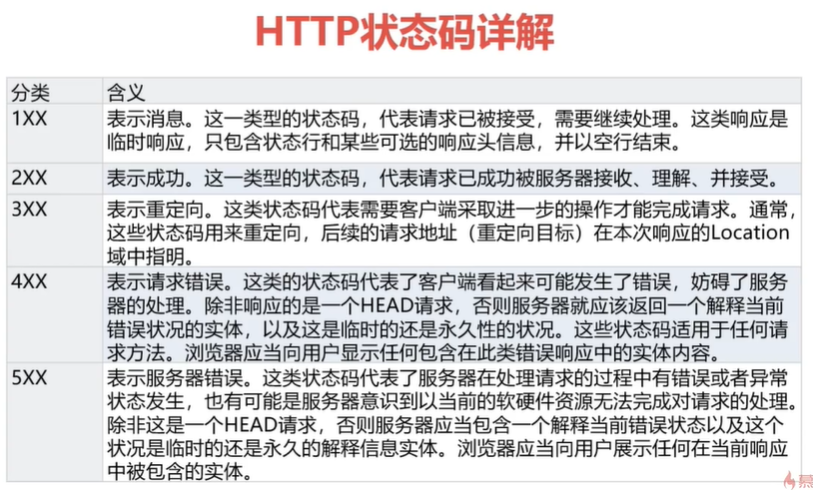 HTTP状态码详解
分类
含义
1XX
表示消息。这一类型的状态码，代表请求已被接受，需要继续处理。这类响应是
临时响应，只包含状态行和某些可选的响应头信息，并以空行结束。
2XX
表示成功。这一类型的状态码，代表请求已成功被服务器接收、理解、并接受。
3XX
表示重定向。这类状态码代表需要客户端采取进一步的操作才能完成请求。通常，
这些状态码用来重定向，后续的请求地址（重定向目标）在本次响应的Location
域中指明。
4XX
表示请求错误。这类的状态码代表了客户端看起来可能发生了错误，妨碍了服务
器的处理。除非响应的是一个HEAD请求，否则服务器就应该返回一个解释当前
错误状况的实体，以及这是临时的还是永久性的状况。这些状态码适用于任何请
求方法。浏览器应当向用户显示任何包含在此类错误响应中的实体内容。
5XX
表示服务器错误。这类状态码代表了服务器在处理请求的过程中有错误或者异常
状态发生，也有可能是服务器意识到以当前的软硬件资源无法完成对请求的处理。
除非这是一个HEAD请求，否则服务器应当包含一个解释当前错误状态以及这个
状况是临时的还是永久的解释信息实体。浏览器应当向用户展示任何在当前响应
中被包含的实体。
慕